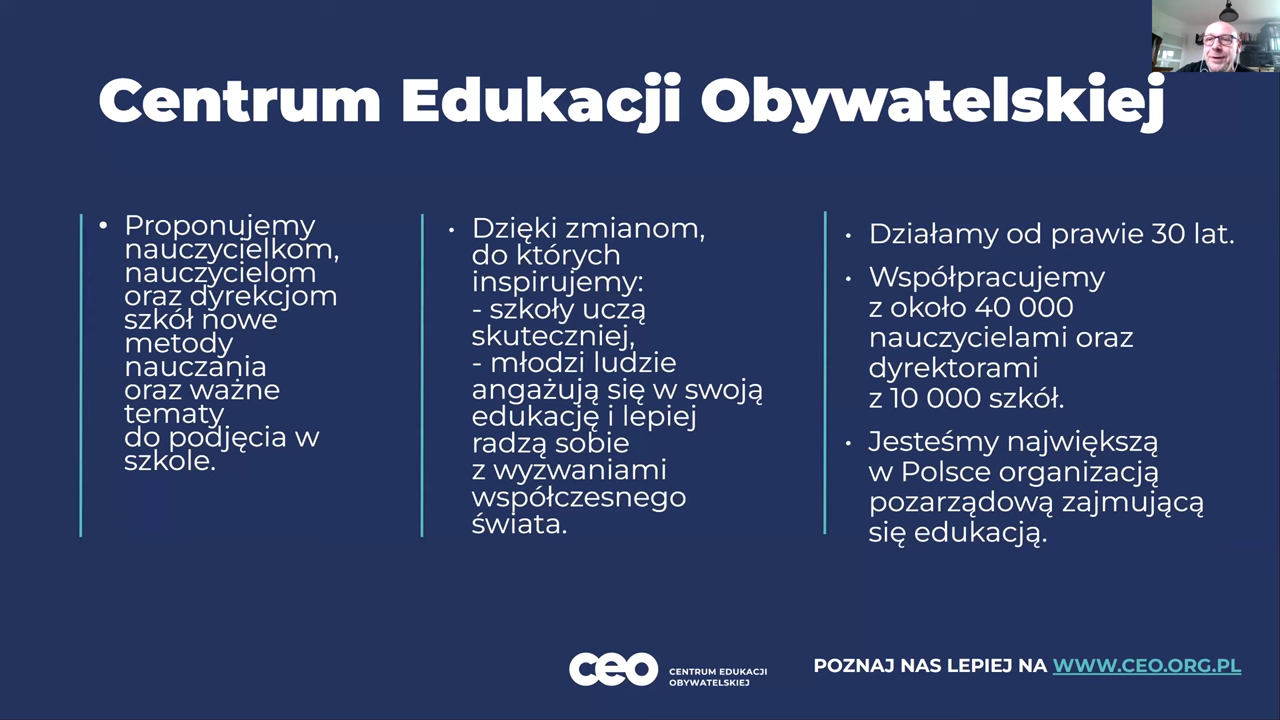 Centrum Edukacji Obywatelskiej
• Proponujemy
nauczycielkom,
nauczycielom
oraz dyrekcjom
szkół nowe
metody
nauczania
oraz ważne
tematy
do podjęcia w
szkole.
• Dzięki zmianom,
do których
inspirujemy:
- szkoły uczą
skuteczniej,
- młodzi ludzie
angażują się w swoją
edukację i lepiej
radzą sobie
z wyzwaniami
współczesnego
świata.
• Działamy od prawie 30 lat.
• Współpracujemy
z około 40 000
nauczycielami oraz
dyrektorami
z 10 000 szkół.
• Jesteśmy największą
w Polsce organizacją
pozarządową zajmującą
się edukacją.
ceo
CENTRUM EDUKACJI
OBYWATELSKIEJ
POZNAJ NAS LEPIEJ NA WWW.CEO.ORG.PL